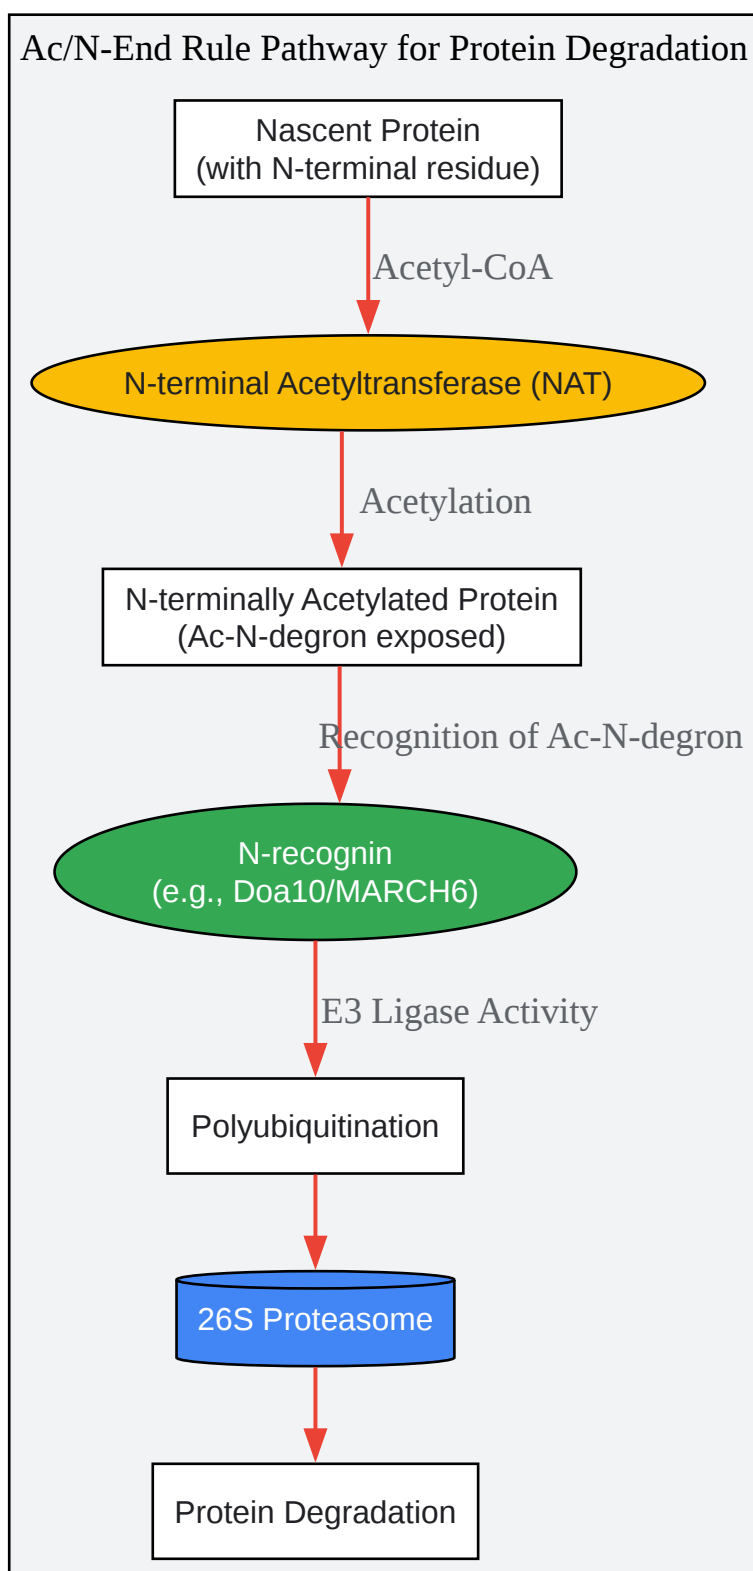 Ac/N-End Rule Pathway for Protein Degradation
Nascent Protein
(with N-terminal residue)
Acetyl-CoA
N-terminal Acetyltransferase (NAT)
Acetylation
N-terminally Acetylated Protein
(Ac-N-degron exposed)
Recognition of Ac-N-degron
N-recognin
(e.g., Doa10/MARCH6)
E3 Ligase Activity
Polyubiquitination
26S Proteasome
Protein Degradation